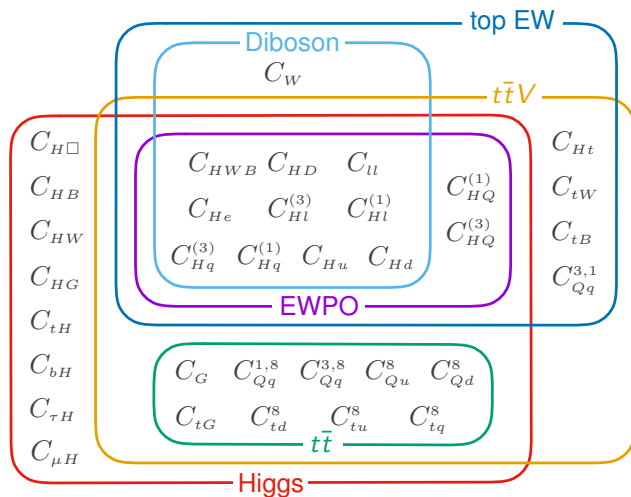 top EW
Diboson
C_W
tt̄V
C_{H□}
C_{HB}
C_{HW}
C_{HG}
C_{tH}
C_{bH}
C_{τH}
C_{μH}
C_{HWB} C_{HD} C_{ll}
C_{He} C_{Hl}^{(3)} C_{Hl}^{(1)}
C_{Hq}^{(3)} C_{Hq}^{(1)} C_{Hu} C_{Hd}
C_{HQ}^{(1)}
C_{HQ}^{(3)}
C_{Ht}
C_{tW}
C_{tB}
C_{Qq}^{3,1}
EWPO
C_G C_{Qq}^{1,8} C_{Qq}^{3,8} C_{Qu}^{8} C_{Qd}^{8}
C_{tG} C_{td}^{8} C_{tu}^{8} C_{tq}^{8}
tt̄
Higgs